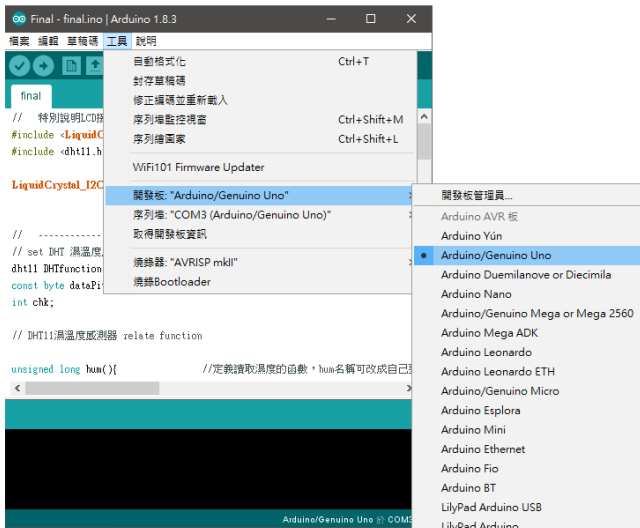 Final - final.ino | Arduino 1.8.3
檔案 編輯 草稿碼 工具 說明
final
自動格式化 Ctrl+T
封存草稿碼
修正編碼並重新載入
序列埠監控視窗 Ctrl+Shift+M
序列繪圖家 Ctrl+Shift+L
WiFi101 Firmware Updater
開發板: "Arduino/Genuino Uno"
序列埠: "COM3 (Arduino/Genuino Uno)"
取得開發板資訊
燒錄器: "AVRISP mkII"
燒錄Bootloader
開發板管理員...
Arduino AVR 板
Arduino Yún
Arduino/Genuino Uno
Arduino Duemilanove or Diecimila
Arduino Nano
Arduino/Genuino Mega or Mega 2560
Arduino Mega ADK
Arduino Leonardo
Arduino Leonardo ETH
Arduino/Genuino Micro
Arduino Esplora
Arduino Mini
Arduino Ethernet
Arduino Fio
Arduino BT
LilyPad Arduino USB
LilyPad Arduino
// 特別說明LCD接
#include <LiquidC
#include <dht11.h
LiquidCrystal_I2C
// -----------
// set DHT 濕溫度
dht11 DHTfunction
const byte dataPi
int chk;
// DHT11濕溫度感測器 relate function
unsigned long hum(){ //定義讀取濕度的函數，hum名稱可改成自己
Arduino/Genuino Uno 於 COM3